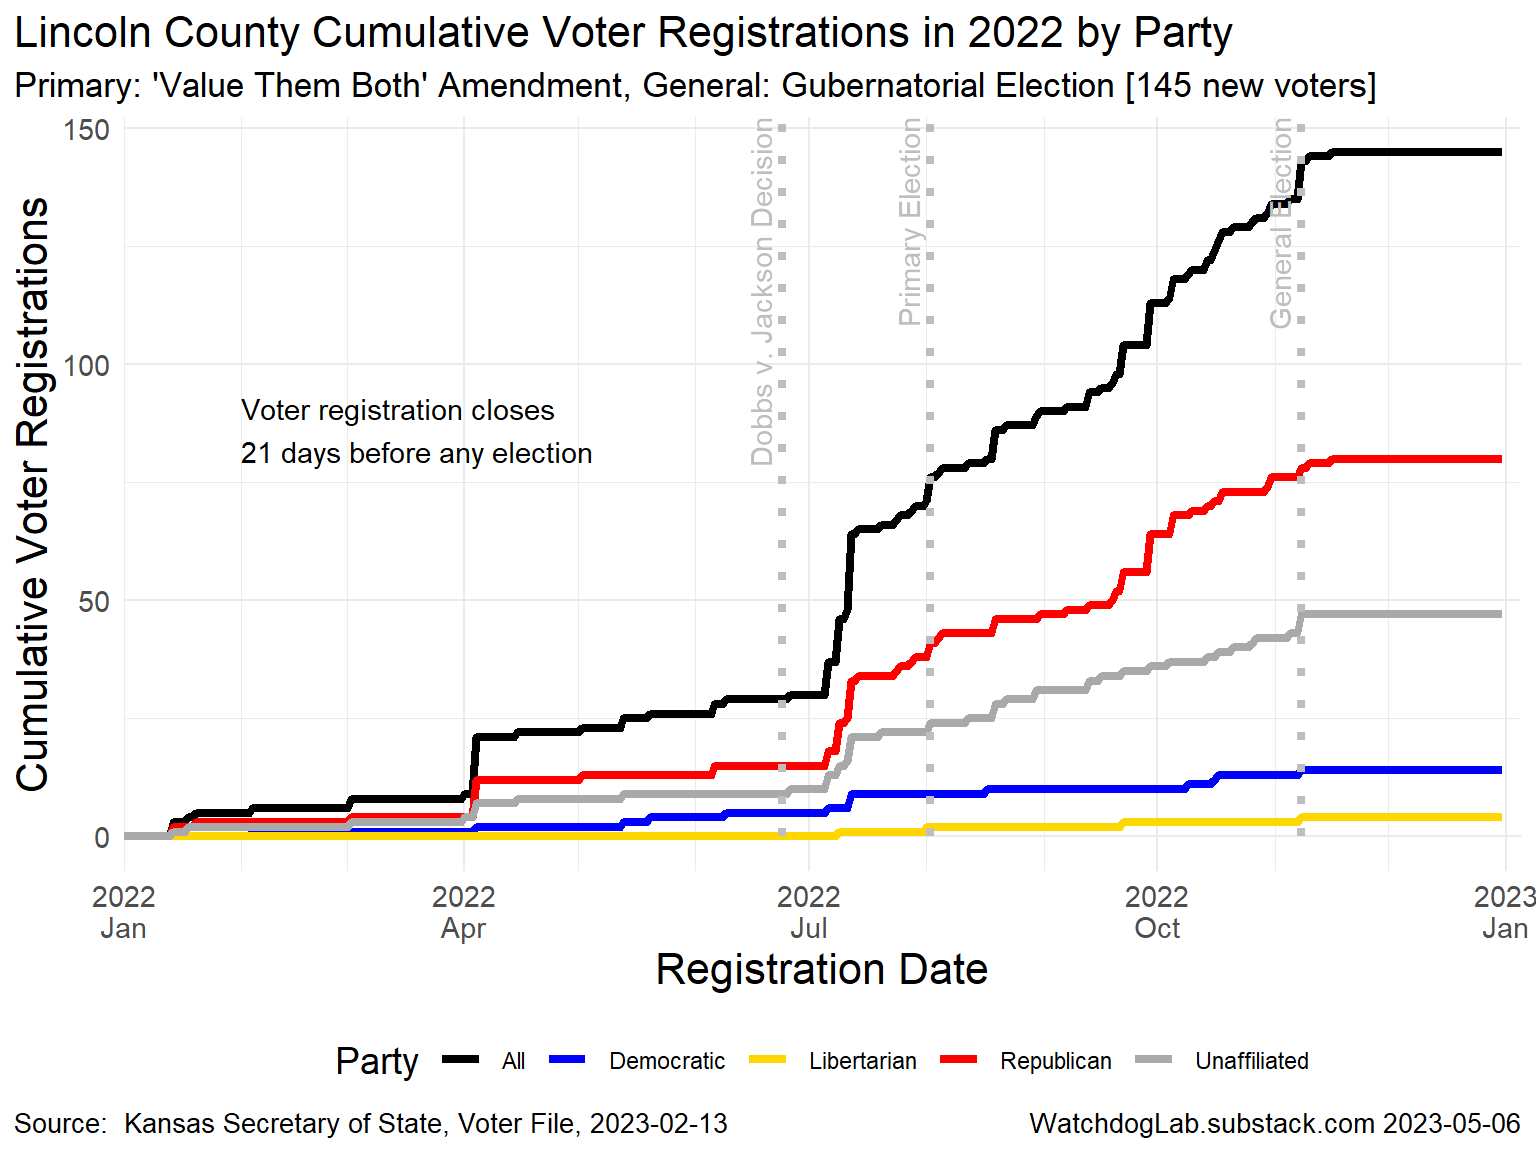 Lincoln County Cumulative Voter Registrations in 2022 by Party
Primary: 'Value Them Both' Amendment, General: Gubernatorial Election [145 new voters]
Cumulative Voter Registrations
150
100
50
0
Voter registration closes
21 days before any election
Dobbs v. Jackson Decision
Primary Election
General Election
2022
Jan
2022
Apr
2022
Jul
2022
Oct
2023
Jan
Registration Date
Party All Democratic Libertarian Republican Unaffiliated
Source: Kansas Secretary of State, Voter File, 2023-02-13
WatchdogLab.substack.com 2023-05-06